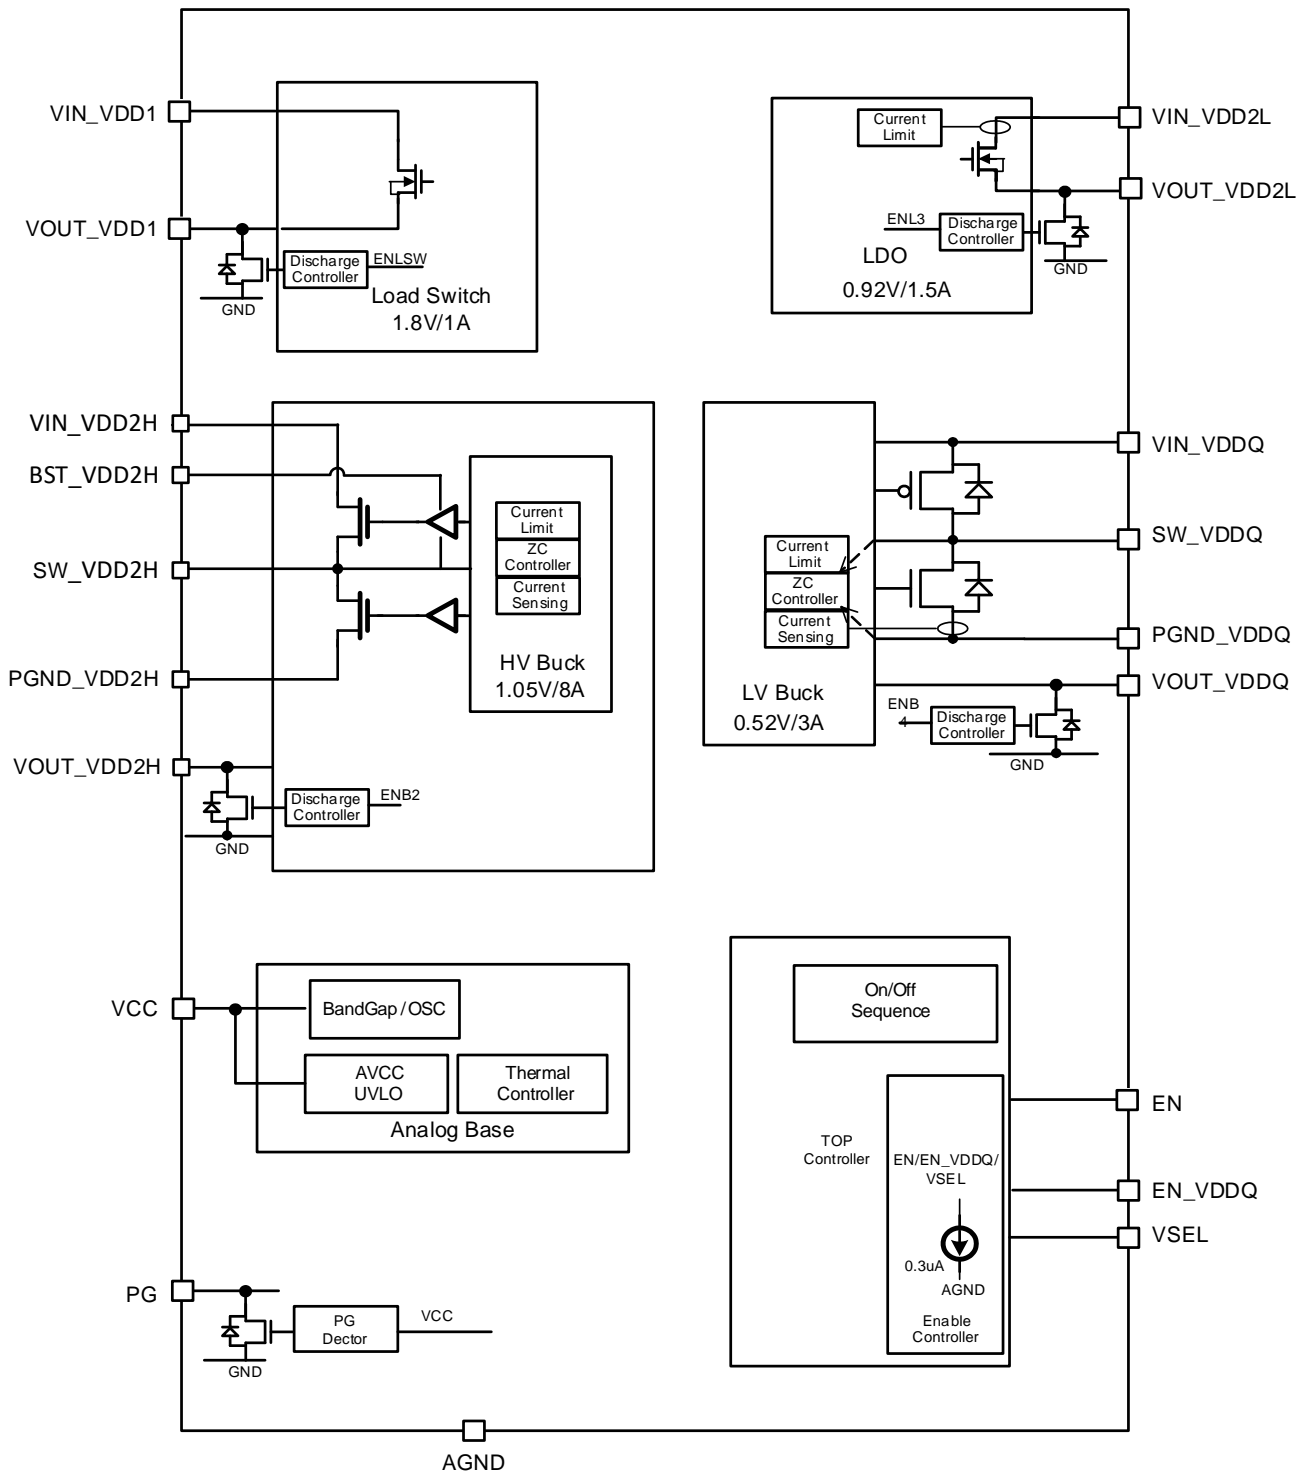 VIN_VDD1
VOUT_VDD1
Discharge
Controller
ENLSW
GND
Load Switch
1.8V/1A
Current
Limit
VIN_VDD2L
VOUT_VDD2L
ENL3
Discharge
Controller
GND
LDO
0.92V/1.5A
VIN_VDD2H
BST_VDD2H
SW_VDD2H
PGND_VDD2H
VOUT_VDD2H
Current
Limit
ZC
Controller
Current
Sensing
HV Buck
1.05V/8A
Discharge
Controller
ENB2
GND
VIN_VDDQ
SW_VDDQ
PGND_VDDQ
VOUT_VDDQ
Current
Limit
ZC
Controller
Current
Sensing
LV Buck
0.52V/3A
ENB
4
Discharge
Controller
GND
VCC
BandGap/OSC
AVCC
UVLO
Thermal
Controller
Analog Base
On/Off
Sequence
TOP
Controller
EN/EN_VDDQ/
VSEL
0.3uA
AGND
Enable
Controller
EN
EN_VDDQ
VSEL
PG
PG
Dector
VCC
GND
AGND